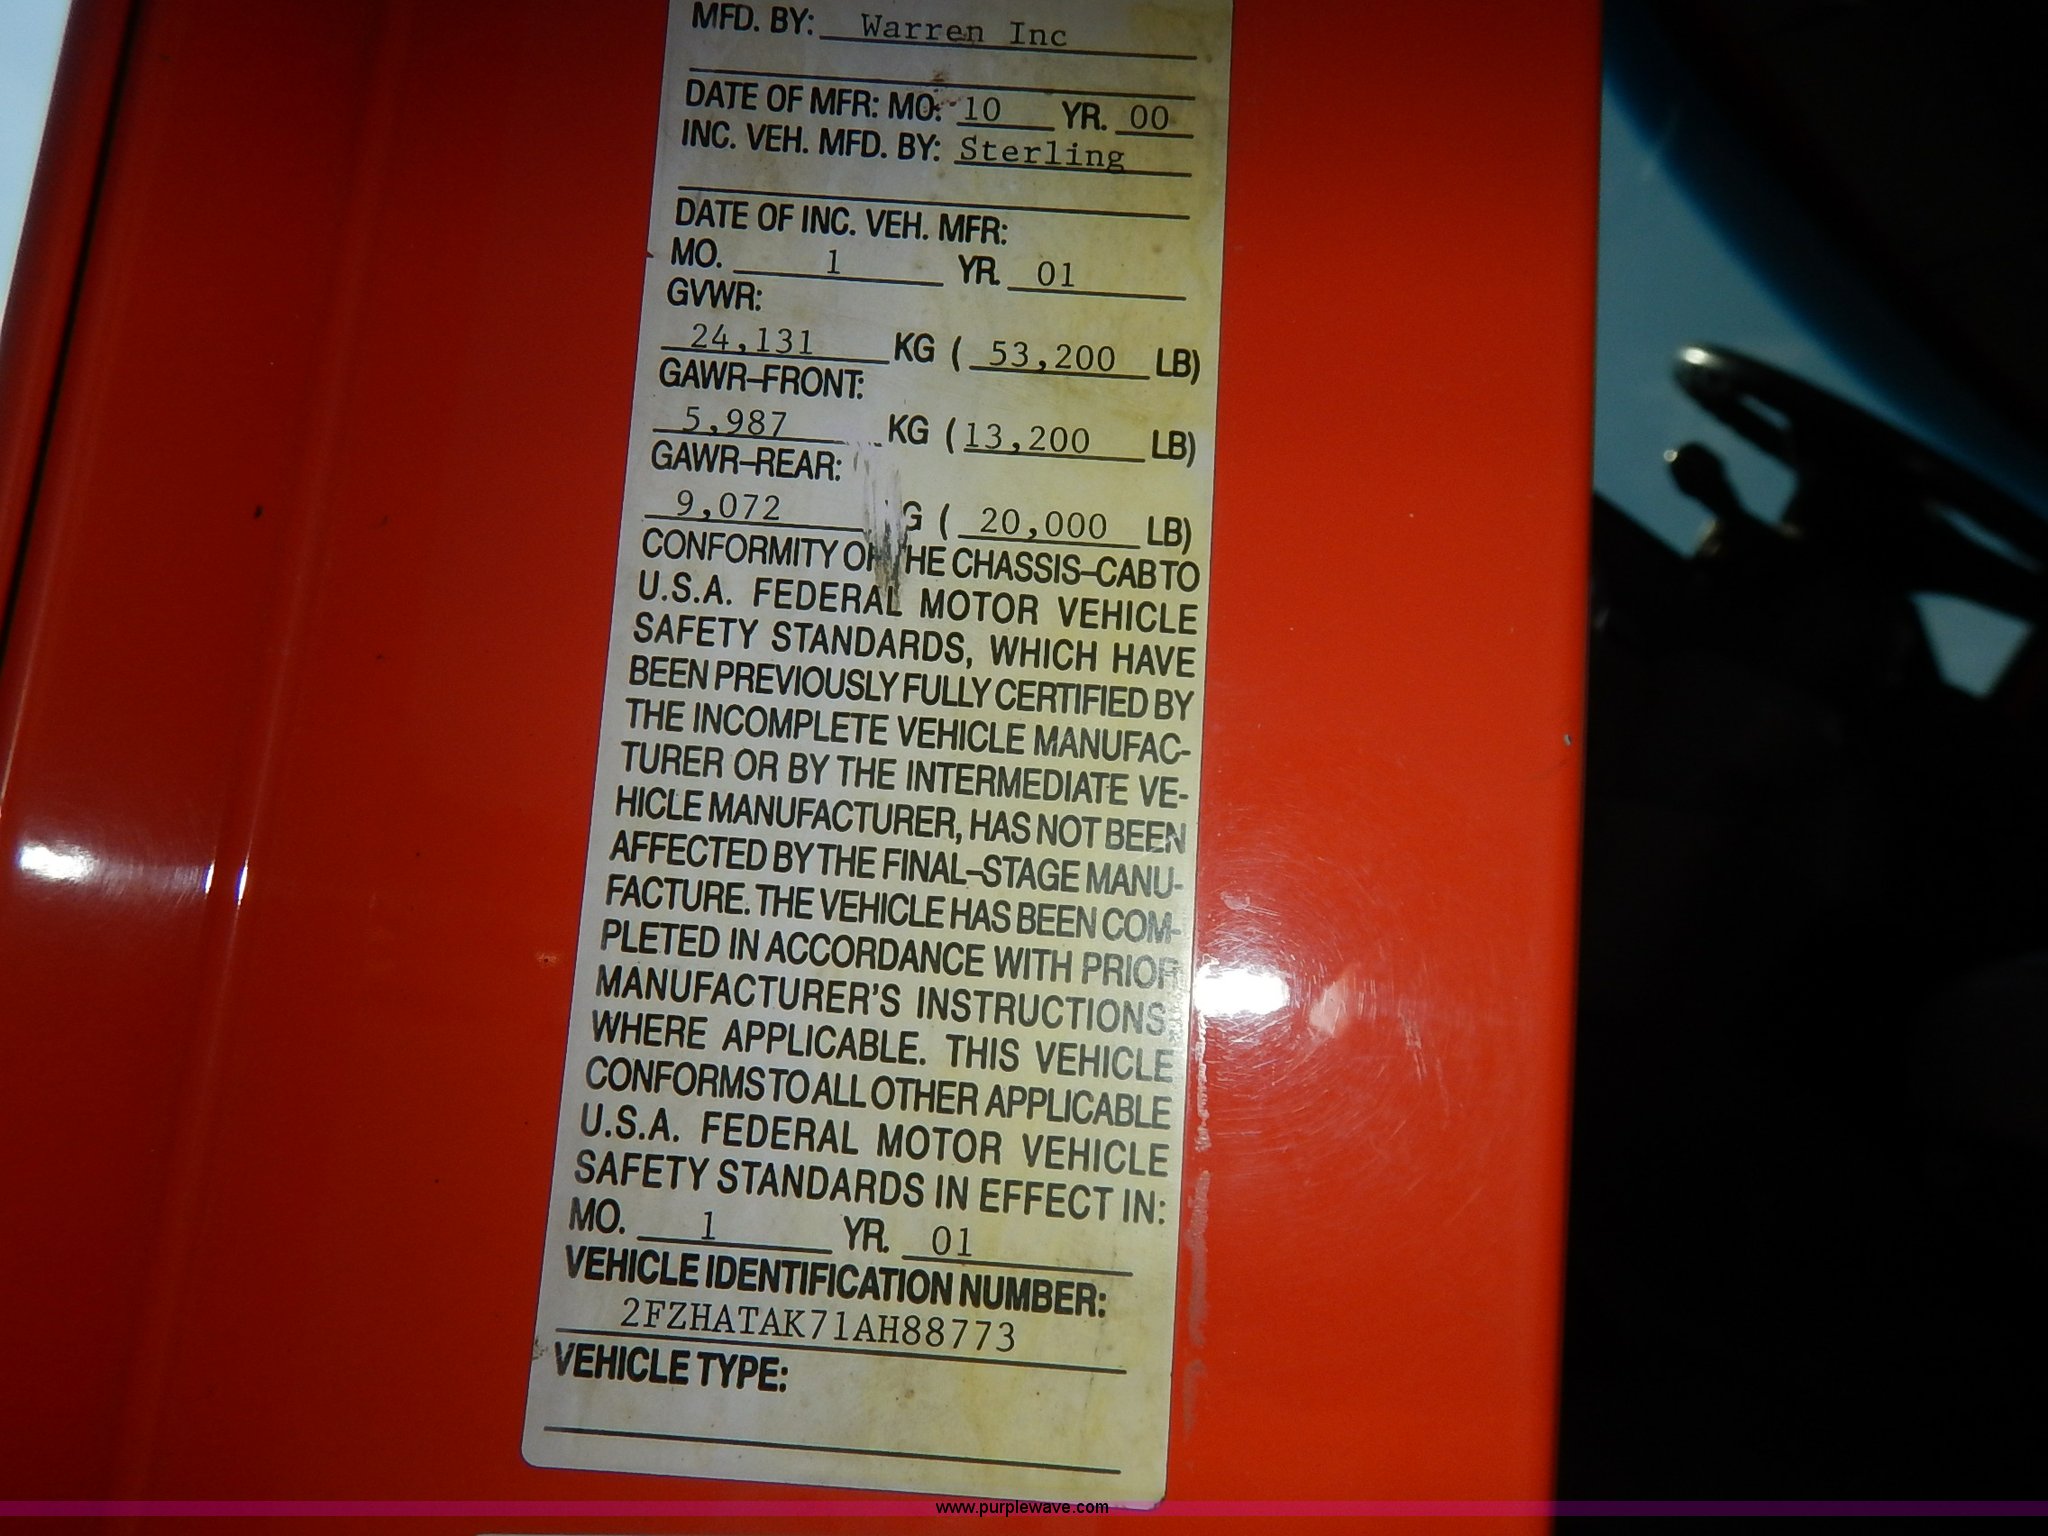 MFD. BY: Warren Inc
DATE OF MFR: MO: 10 YR. 00
INC. VEH. MFD. BY: Sterling
DATE OF INC. VEH. MFR:
MO. 1 YR. 01
GVWR:
24,131 KG ( 53,200 LB)
GAWR-FRONT:
5,987 KG (13,200 LB)
GAWR-REAR:
9,072 G ( 20,000 LB)
CONFORMITY OF THE CHASSIS-CAB TO
U.S.A. FEDERAL MOTOR VEHICLE
SAFETY STANDARDS, WHICH HAVE
BEEN PREVIOUSLY FULLY CERTIFIED BY
THE INCOMPLETE VEHICLE MANUFAC-
TURER OR BY THE INTERMEDIATE VE-
HICLE MANUFACTURER, HAS NOT BEEN
AFFECTED BY THE FINAL-STAGE MANU-
FACTURE. THE VEHICLE HAS BEEN COM-
PLETED IN ACCORDANCE WITH PRIOR
MANUFACTURER'S INSTRUCTIONS,
WHERE APPLICABLE. THIS VEHICLE
CONFORMS TO ALL OTHER APPLICABLE
U.S.A. FEDERAL MOTOR VEHICLE
SAFETY STANDARDS IN EFFECT IN:
MO. 1 YR. 01
VEHICLE IDENTIFICATION NUMBER:
2FZHATAK71AH88773
VEHICLE TYPE:
www.purplewave.com